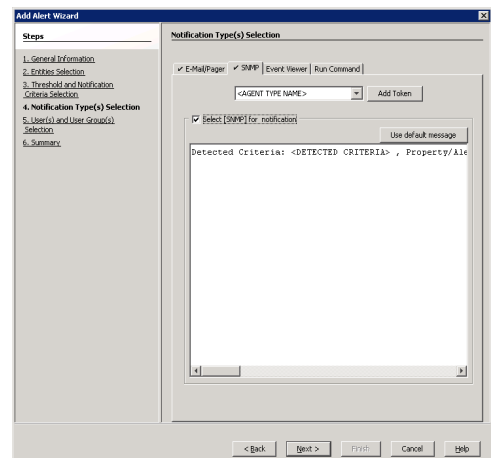 Add Alert Wizard
Steps
1. General Information
2. Entities Selection
3. Threshold and Notification
Criteria Selection
4. Notification Type(s) Selection
5. User(s) and User Group(s)
Selection
6. Summary
Notification Type(s) Selection
E-Mail/Pager SNMP Event Viewer Run Command
<AGENT TYPE NAME> Add Token
Select [SNMP] for notification
Use default message
Detected Criteria: <DETECTED CRITERIA> , Property/Ale
< Back Next > Finish Cancel Help